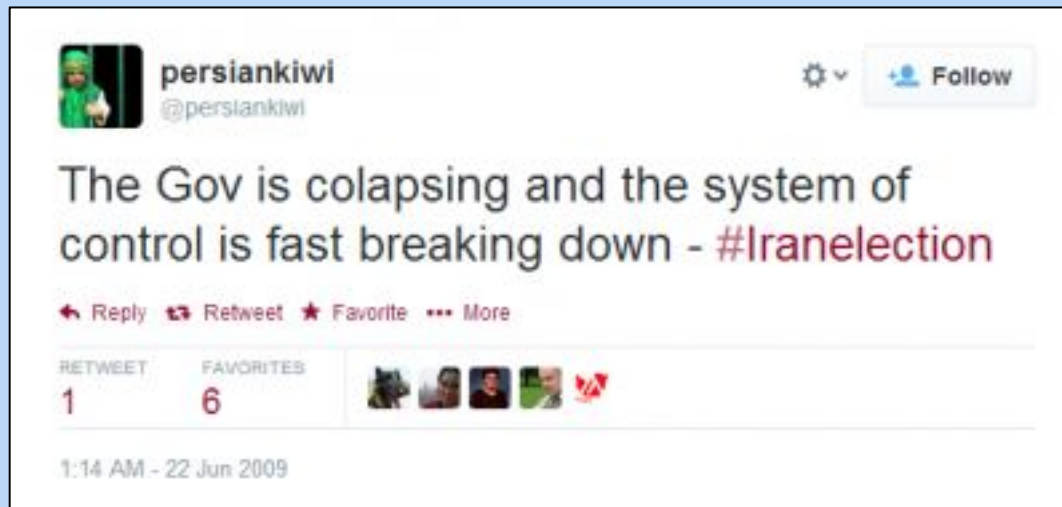 persiankiwi
@persiankiwi
Follow
The Gov is colapsing and the system of
control is fast breaking down - #Iranelection
Reply Retweet Favorite More
RETWEET FAVORITES
1 6
1:14 AM - 22 Jun 2009